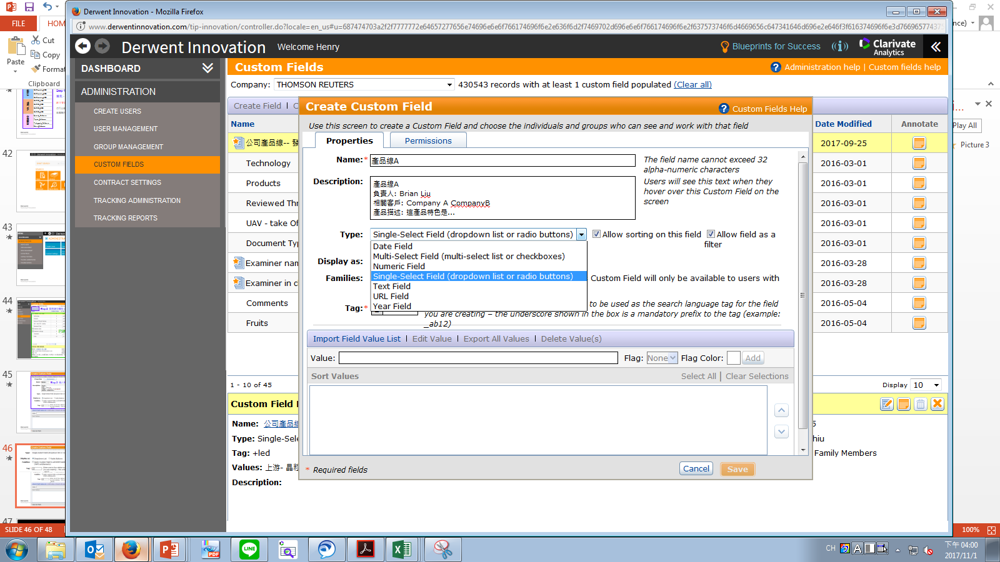 Derwent Innovation - Mozilla Firefox
FILE
HOM
www.derwentinnovation.com/tip-innovation/controller.do?locale=en_us#u=
nce)
Cut
Copy
Paste
Format
Clipboard
Derwent Innovation
Welcome Henry
Blueprints for Success
Clarivate
Analytics
DASHBOARD
ADMINISTRATION
CREATE USERS
USER MANAGEMENT
GROUP MANAGEMENT
CUSTOM FIELDS
CONTRACT SETTINGS
TRACKING ADMINISTRATION
TRACKING REPORTS
Custom Fields
Administration help | Custom fields help
Company: THOMSON REUTERS 430543 records with at least 1 custom field populated (Clear all)
Create Field
Name
Date Modified
Annotate
公司產品線-- 發
2017-09-25
Technology
2016-03-01
Products
2016-03-01
Reviewed Thr
2016-03-01
UAV - take Of
2016-03-01
Document Typ
2016-03-01
Examiner nam
2016-03-28
Examiner in c
2016-03-28
Comments
2016-05-04
Fruits
2016-05-04
Create Custom Field
Custom Fields Help
Use this screen to create a Custom Field and choose the individuals and groups who can see and work with that field
Properties
Permissions
Name:* 產品線A
The field name cannot exceed 32
alpha-numeric characters
Description:
產品線A
負責人: Brian Liu
相關客戶: Company A CompanyB
產品描述: 這產品特色是...
Users will see this text when they
hover over this Custom Field on the
screen
Type: Single-Select Field (dropdown list or radio buttons)
Allow sorting on this field
Allow field as a
filter
Date Field
Multi-Select Field (multi-select list or checkboxes)
Numeric Field
Single-Select Field (dropdown list or radio buttons)
Text Field
URL Field
Year Field
Display as:
Families:
Custom Field will only be available to users with
Tag:*
to be used as the search language tag for the field
you are creating – the underscore shown in the box is a mandatory prefix to the tag (example:
_ab12)
Import Field Value List | Edit Value | Export All Values | Delete Value(s)
Value:
Flag: None
Flag Color:
Add
Sort Values
Select All | Clear Selections
* Required fields
Cancel
Save
1 - 10 of 45
Display 10
Custom Field
Name: 公司產品線
Type: Single-Sele
Tag: +led
Values: 上游- 晶粒
Description:
5
hiu
Family Members
Play All
Picture 3
42
43
44
45
46
47
SLIDE 46 OF 48
100%
CH
下午 04:00
2017/11/1